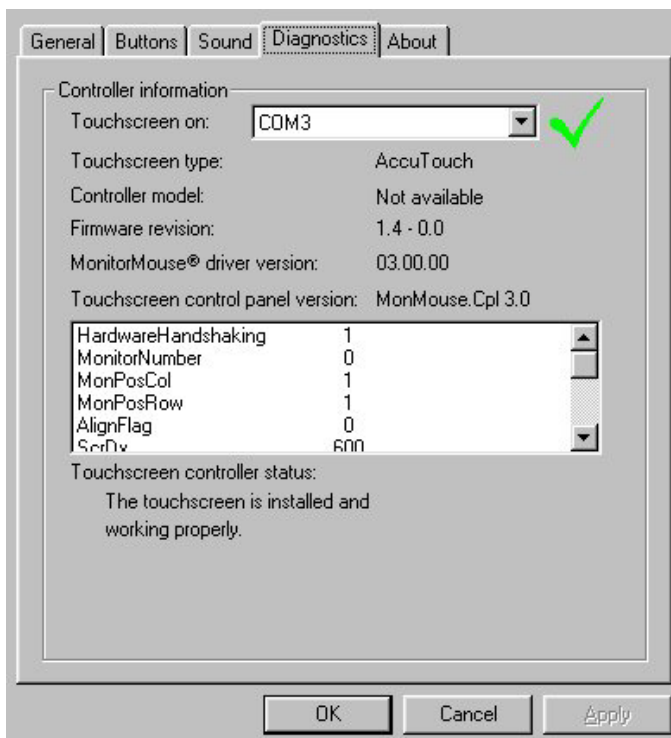 General Buttons Sound Diagnostics About
Controller information
Touchscreen on: COM3
Touchscreen type: AccuTouch
Controller model: Not available
Firmware revision: 1.4 - 0.0
MonitorMouse® driver version: 03.00.00
Touchscreen control panel version: MonMouse.Cpl 3.0
HardwareHandshaking 1
MonitorNumber 0
MonPosCol 1
MonPosRow 1
AlignFlag 0
ScrDx 600
Touchscreen controller status:
The touchscreen is installed and
working properly.
OK Cancel Apply